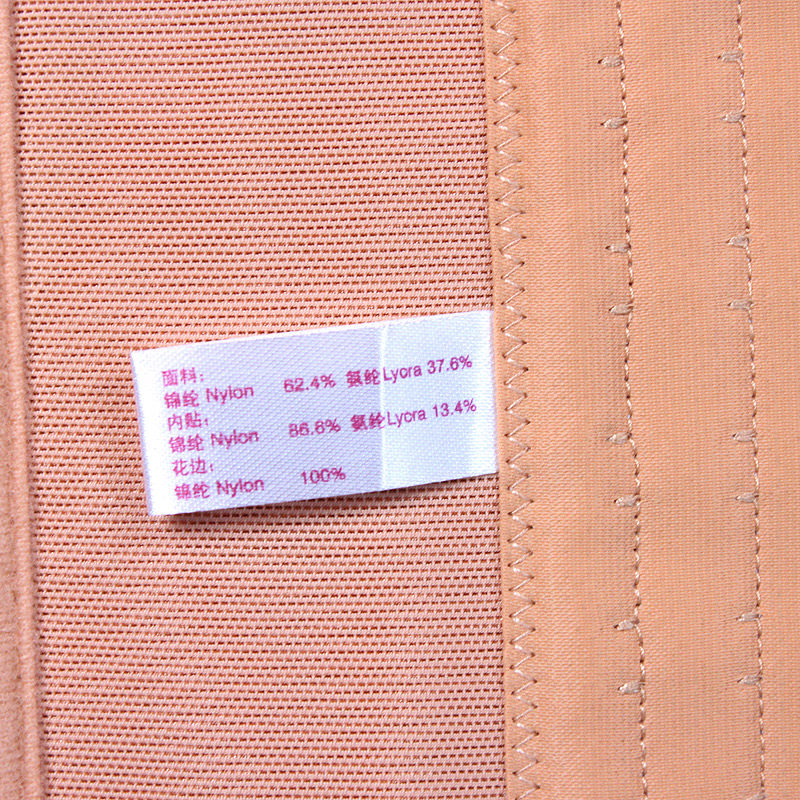 面料：
锦纶 Nylon 62.4% 氨纶 Lycra 37.6%
内贴：
锦纶 Nylon 86.6% 氨纶 Lycra 13.4%
花边：
锦纶 Nylon 100%